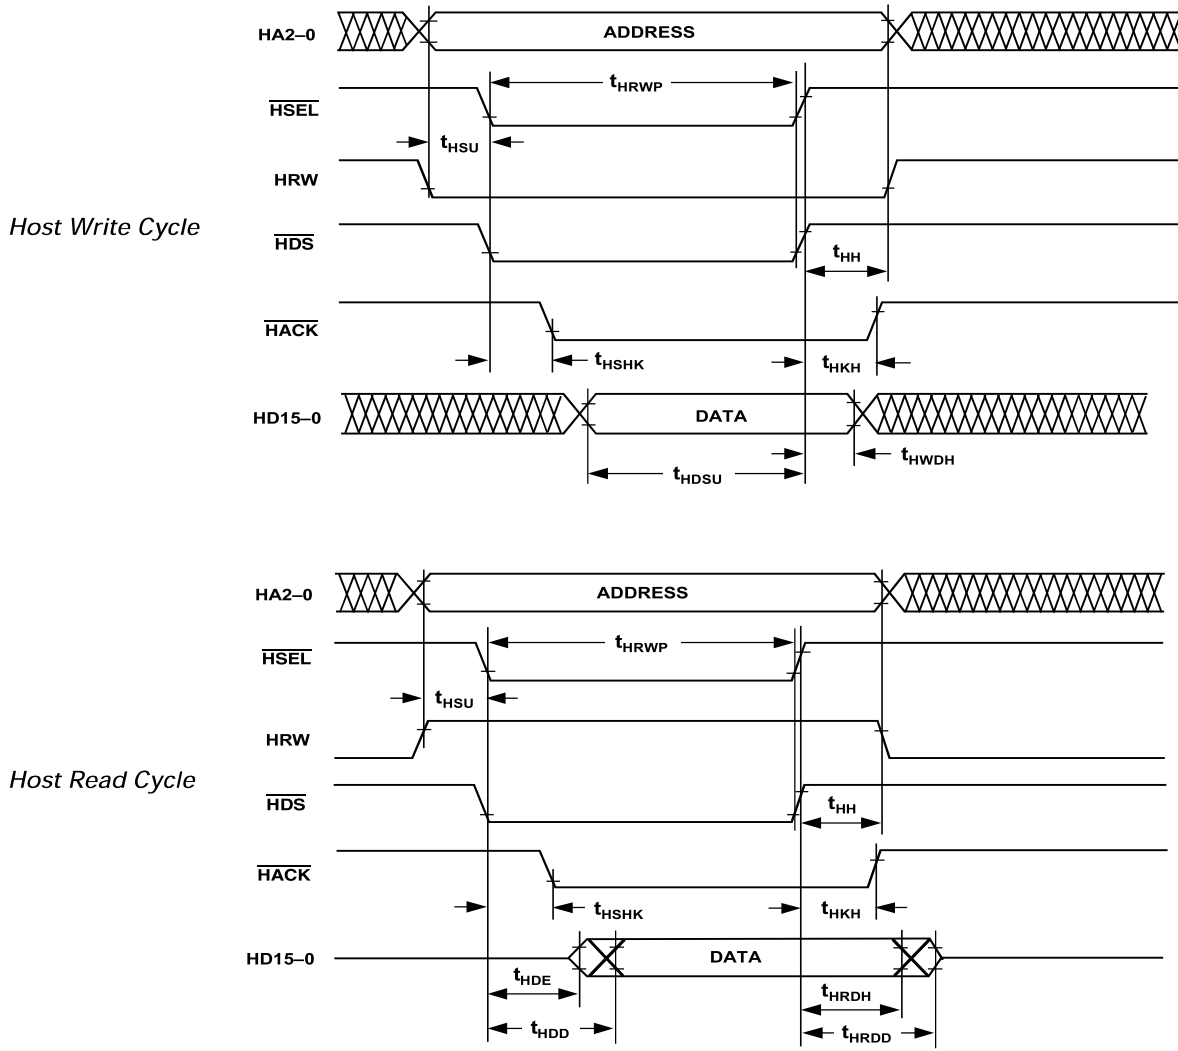 HA2–0
ADDRESS
tHRWP
HSEL
tHSU
HRW
Host Write Cycle
HDS
tHH
HACK
tHSHK
tHKH
HD15–0
DATA
tHWDH
tHDSU
HA2–0
ADDRESS
HSEL
tHRWP
tHSU
HRW
Host Read Cycle
HDS
tHH
HACK
tHSHK
tHKH
HD15–0
DATA
tHDE
tHRDH
tHDD
tHRDD